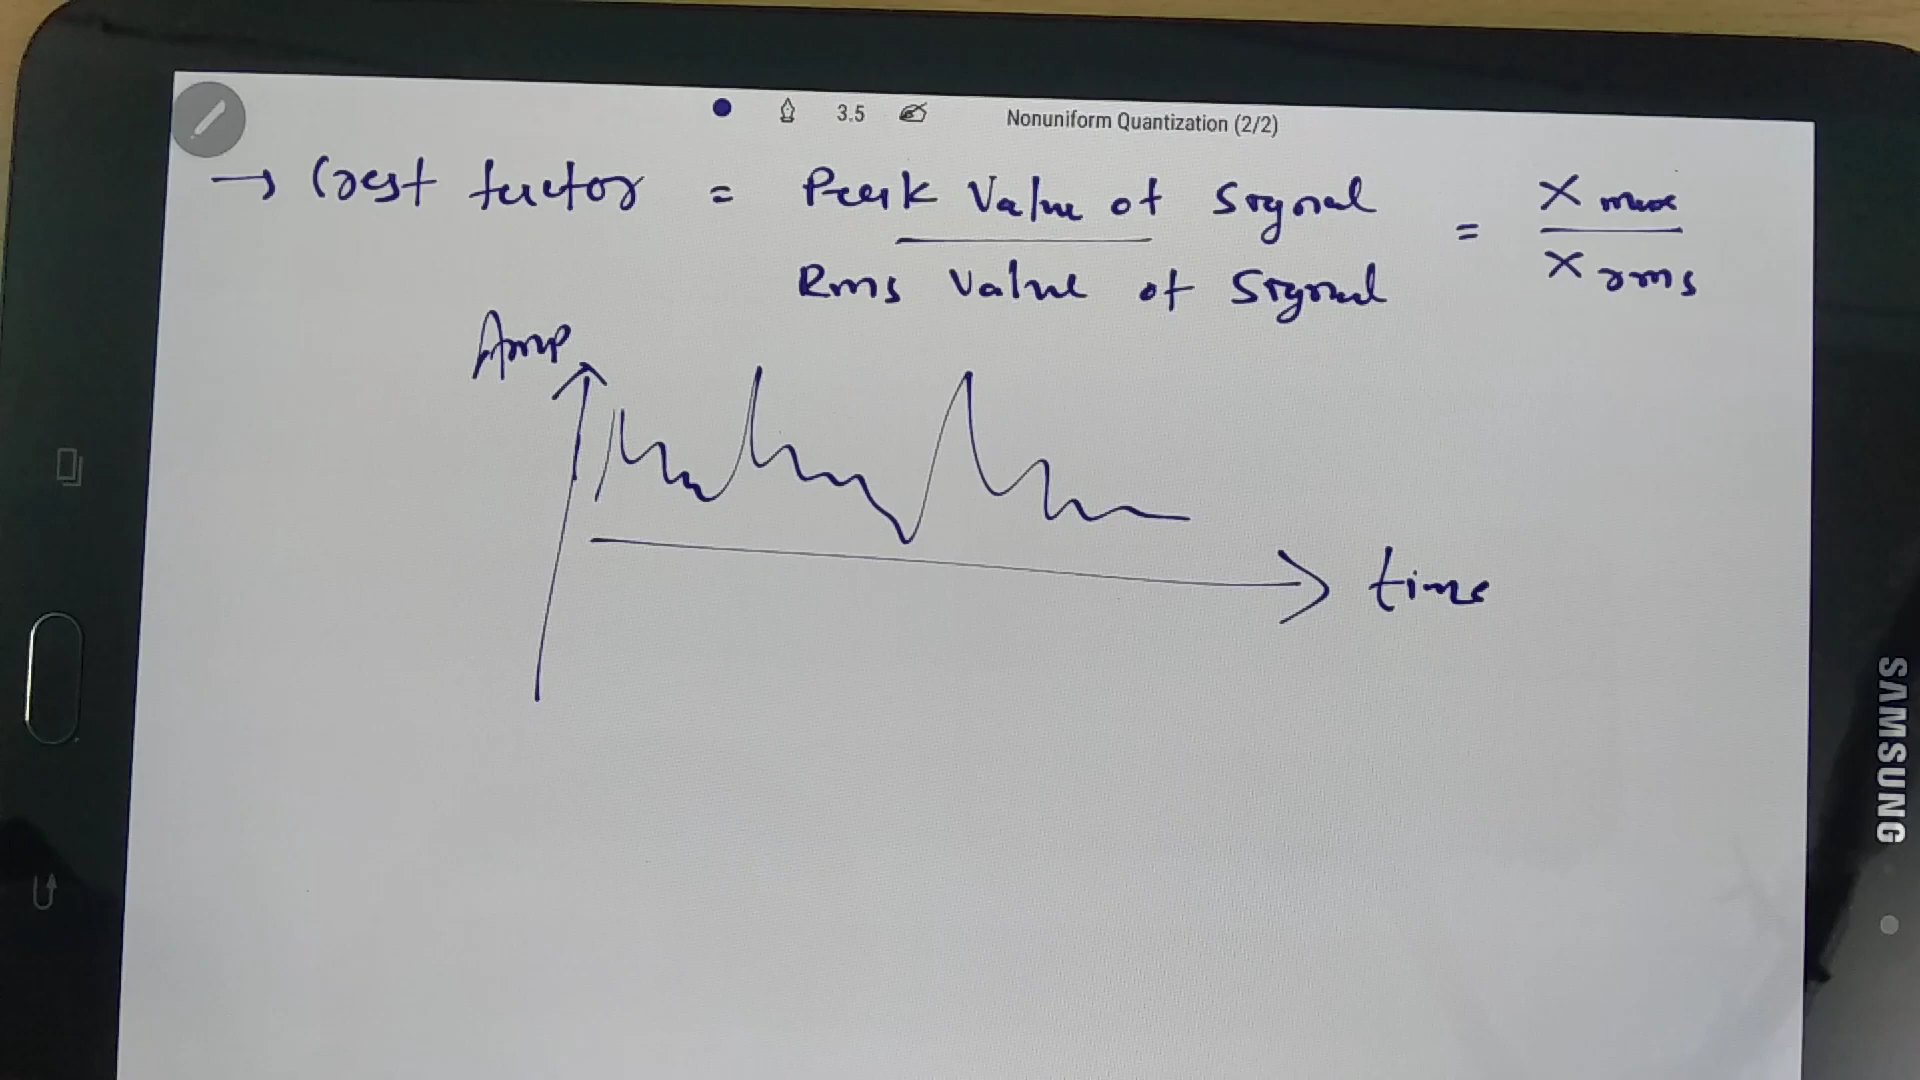 3.5 Nonuniform Quantization (2/2)
→ Crest factor = Peak Value of Signal / Rms Value of Signal = X max / X rms
Amp
time
SAMSUNG